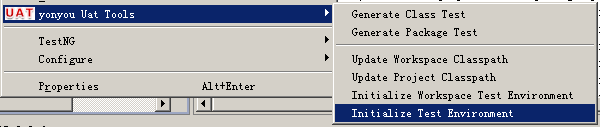 UAT yonyou Uat Tools
TestNG
Configure
Properties Alt+Enter
Generate Class Test
Generate Package Test
Update Workspace Classpath
Update Project Classpath
Initialize Workspace Test Environment
Initialize Test Environment